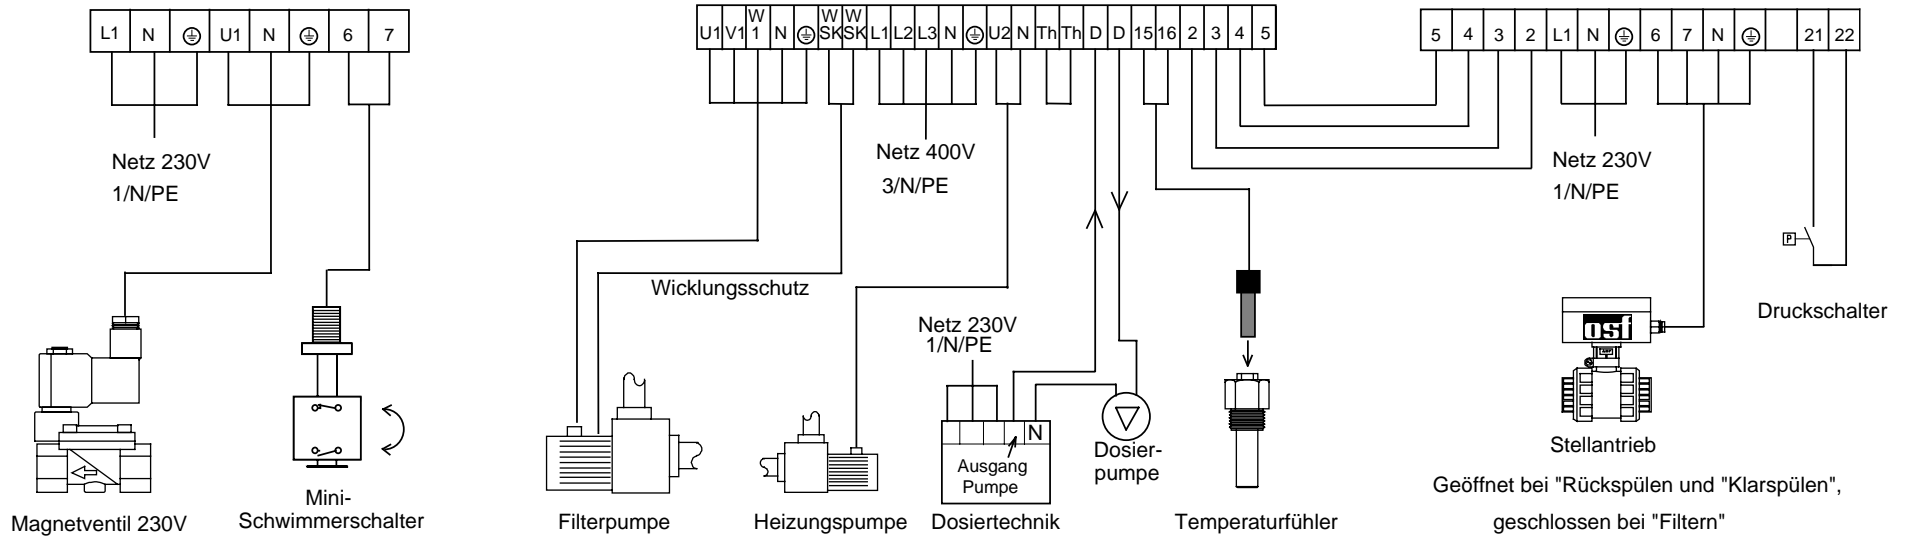 L1 N U1 N 6 7
Netz 230V
1/N/PE
Magnetventil 230V
Mini-
Schwimmerschalter
U1 V1 W1 N WSK WSK L1 L2 L3 N U2 N Th Th D D 15 16 2 3 4 5
Wicklungsschutz
Netz 400V
3/N/PE
Netz 230V
1/N/PE
N
Ausgang
Pumpe
Dosier-
pumpe
Filterpumpe
Heizungspumpe
Dosiertechnik
Temperaturfühler
5 4 3 2 L1 N 6 7 N 21 22
Netz 230V
1/N/PE
P
Druckschalter
osf
Stellantrieb
Geöffnet bei "Rückspülen und "Klarspülen",
geschlossen bei "Filtern"